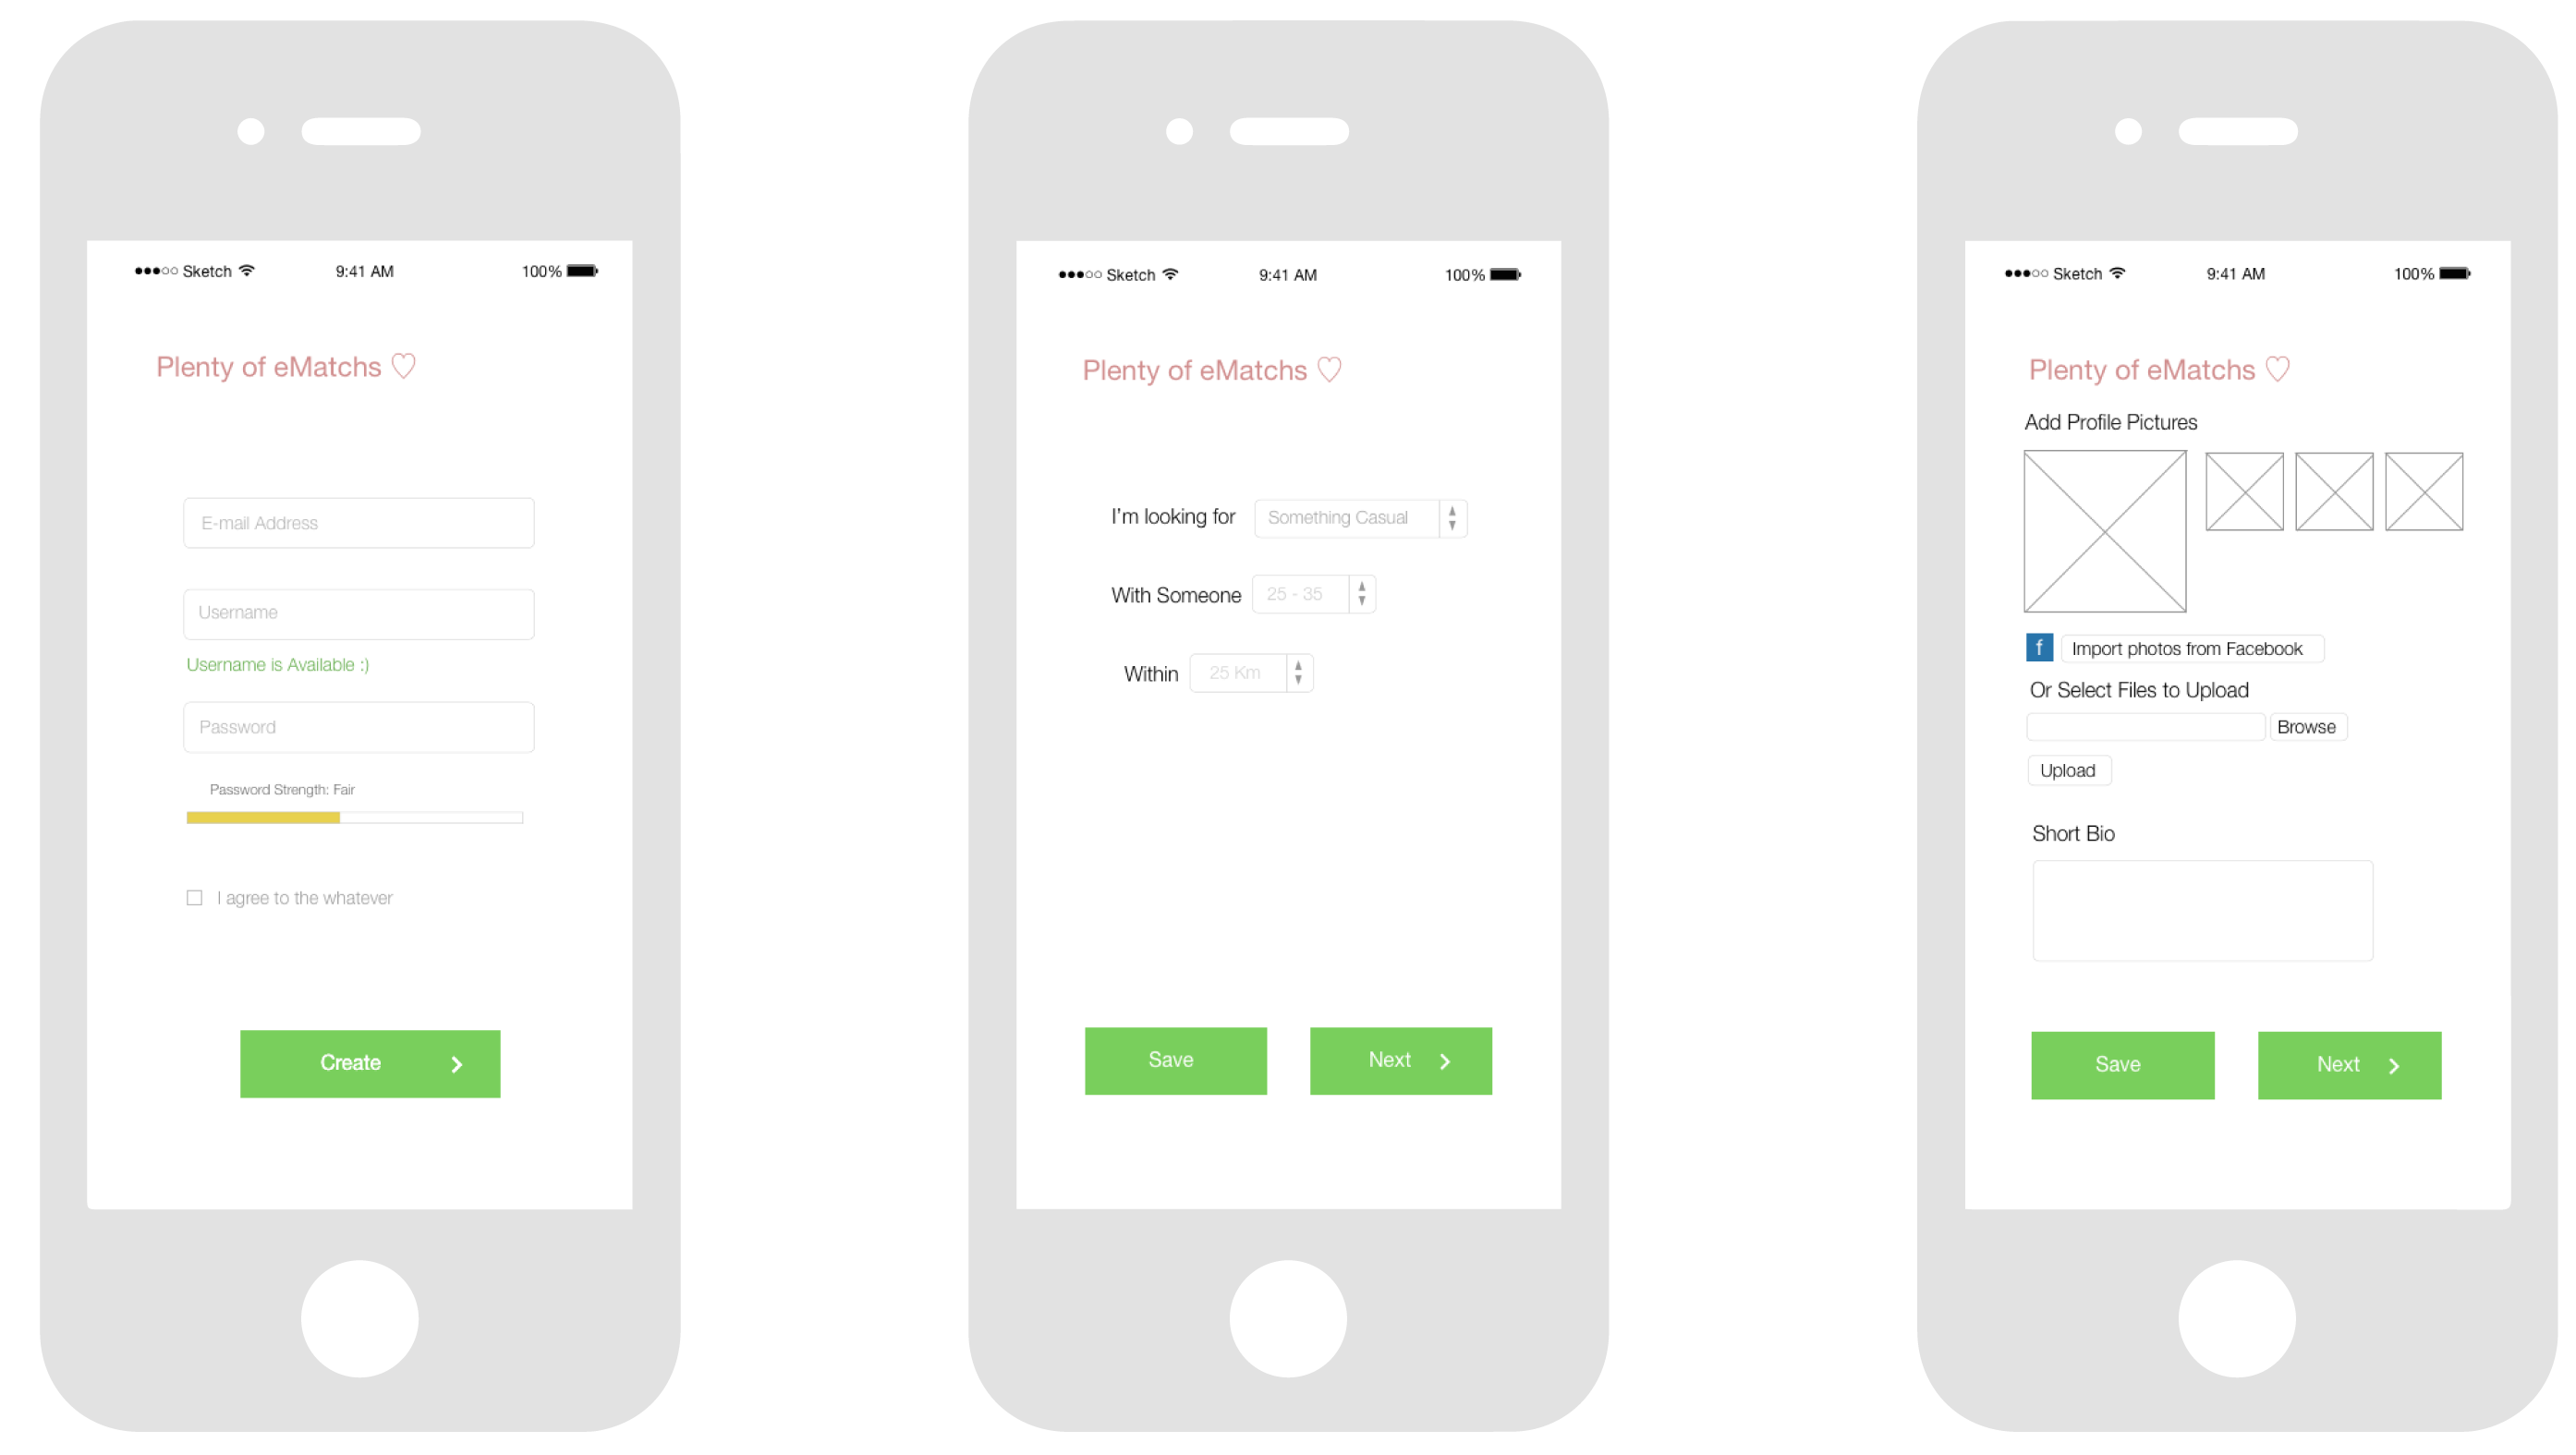 Sketch 9:41 AM 100%
Plenty of eMatchs ♡
E-mail Address
Username
Username is Available :)
Password
Password Strength: Fair
I agree to the whatever
Create
Sketch 9:41 AM 100%
Plenty of eMatchs ♡
I'm looking for Something Casual
With Someone 25 - 35
Within 25 Km
Save Next
Sketch 9:41 AM 100%
Plenty of eMatchs ♡
Add Profile Pictures
f Import photos from Facebook
Or Select Files to Upload
Browse
Upload
Short Bio
Save Next